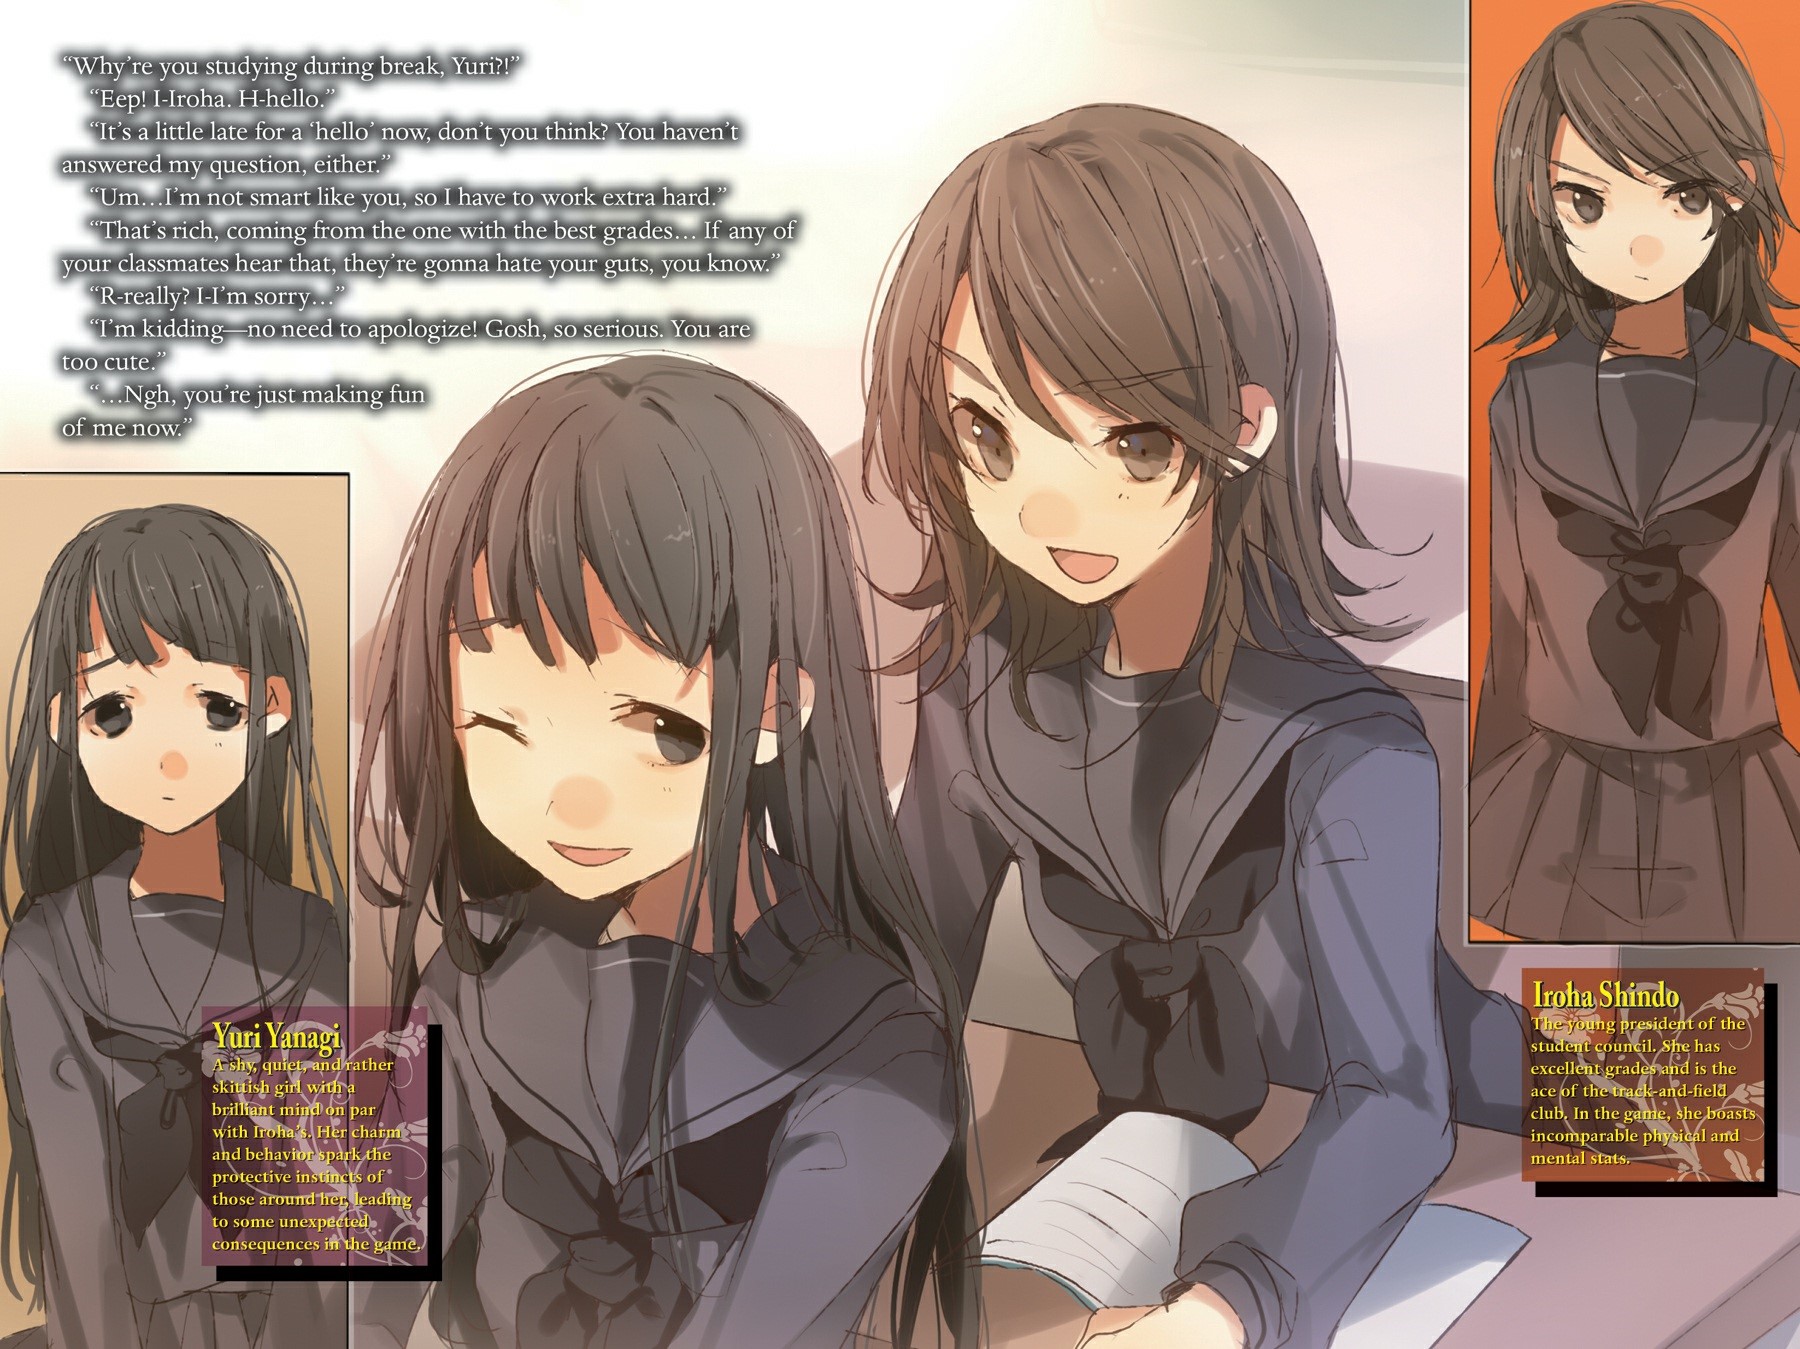 “Why’re you studying during break, Yuri?!”
“Eep! I-Iroha. H-hello.”
“It’s a little late for a ‘hello’ now, don’t you think? You haven’t
answered my question, either.”
“Um…I’m not smart like you, so I have to work extra hard.”
“That’s rich, coming from the one with the best grades… If any of
your classmates hear that, they’re gonna hate your guts, you know.”
“R-really? I-I’m sorry…”
“I’m kidding—no need to apologize! Gosh, so serious. You are
too cute.”
“…Ngh, you’re just making fun
of me now.”
Yuri Yanagi
A shy, quiet, and rather
skittish girl with a
brilliant mind on par
with Iroha’s. Her charm
and behavior spark the
protective instincts of
those around her, leading
to some unexpected
consequences in the game.
Iroha Shindo
The young president of the
student council. She has
excellent grades and is the
ace of the track-and-field
club. In the game, she boasts
incomparable physical and
mental stats.